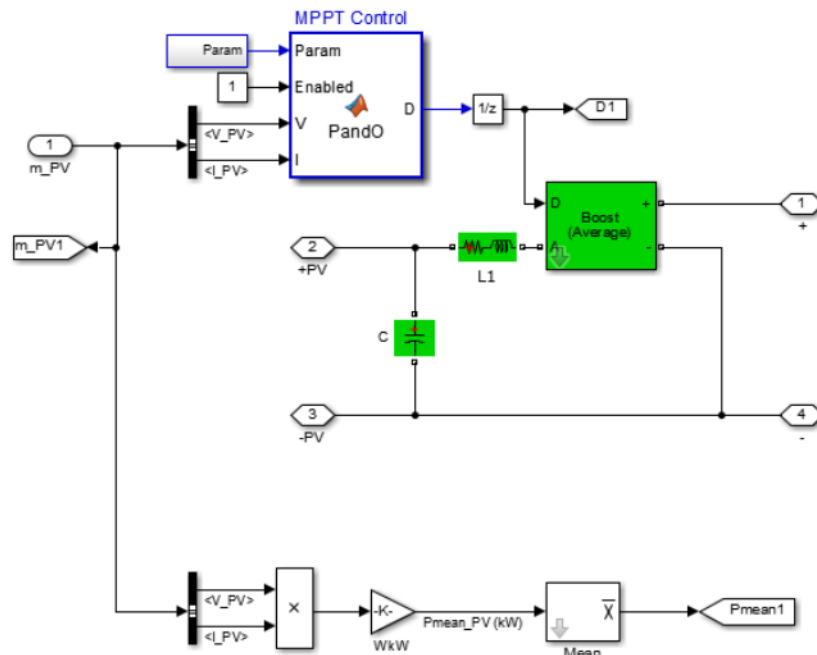 MPPT Control
Param
Param
1
Enabled
<V_PV>
V
PandO
D
1/z
D1
1
m_PV
<I_PV>
I
m_PV1
2
+PV
L1
D
A
Boost
(Average)
+
-
1
+
C
3
-PV
4
-
<V_PV>
<I_PV>
×
-K-
WkW
Pmean_PV (kW)
X
Mean
Pmean1